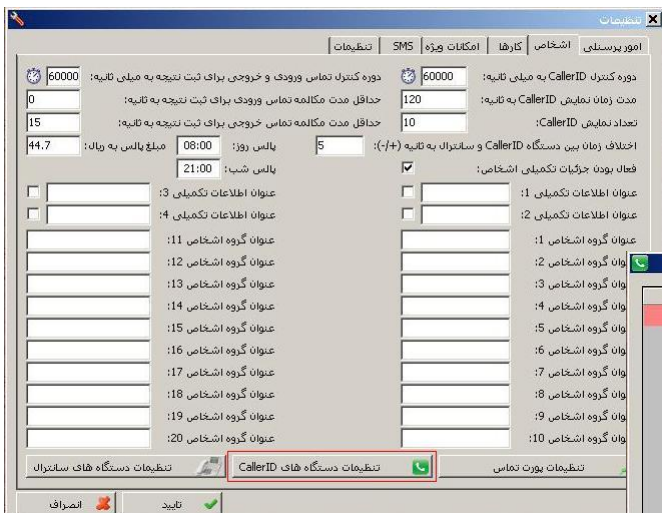 تنظیمات
امور پرسنلی اشخاص کارها امکانات ویژه SMS تنظیمات
دوره کنترل CallerID به میلی ثانیه: 60000 دوره کنترل تماس ورودی و خروجی برای ثبت نتیجه به میلی ثانیه: 60000
مدت زمان نمایش CallerID به ثانیه: 120 حداقل مدت مکالمه تماس ورودی برای ثبت نتیجه به ثانیه: 0
تعداد نمایش CallerID: 10 حداقل مدت مکالمه تماس خروجی برای ثبت نتیجه به ثانیه: 15
اختلاف زمان بین دستگاه CallerID و سانترال به ثانیه (+/-): 5 پالس روز: 08:00 مبلغ پالس به ریال: 44.7
فعال بودن جزئیات تکمیلی اشخاص: پالس شب: 21:00
عنوان اطلاعات تکمیلی 1: عنوان اطلاعات تکمیلی 3:
عنوان اطلاعات تکمیلی 2: عنوان اطلاعات تکمیلی 4:
عنوان گروه اشخاص 1: عنوان گروه اشخاص 11:
وان گروه اشخاص 2: عنوان گروه اشخاص 12:
وان گروه اشخاص 3: عنوان گروه اشخاص 13:
وان گروه اشخاص 4: عنوان گروه اشخاص 14:
وان گروه اشخاص 5: عنوان گروه اشخاص 15:
وان گروه اشخاص 6: عنوان گروه اشخاص 16:
وان گروه اشخاص 7: عنوان گروه اشخاص 17:
وان گروه اشخاص 8: عنوان گروه اشخاص 18:
وان گروه اشخاص 9: عنوان گروه اشخاص 19:
وان گروه اشخاص 10: عنوان گروه اشخاص 20:
تنظیمات پورت تماس تنظیمات دستگاه های CallerID تنظیمات دستگاه های سانترال
تایید انصراف